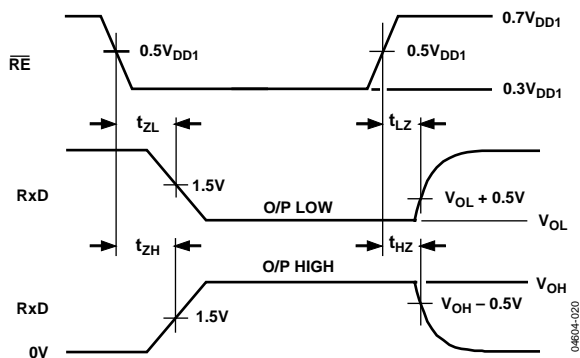 0.7VDD1
RE
0.5VDD1
0.5VDD1
0.3VDD1
tZL
tLZ
RxD
1.5V
O/P LOW
VOL + 0.5V
VOL
tZH
tHZ
O/P HIGH
VOH
RxD
1.5V
VOH – 0.5V
0V
04604-020